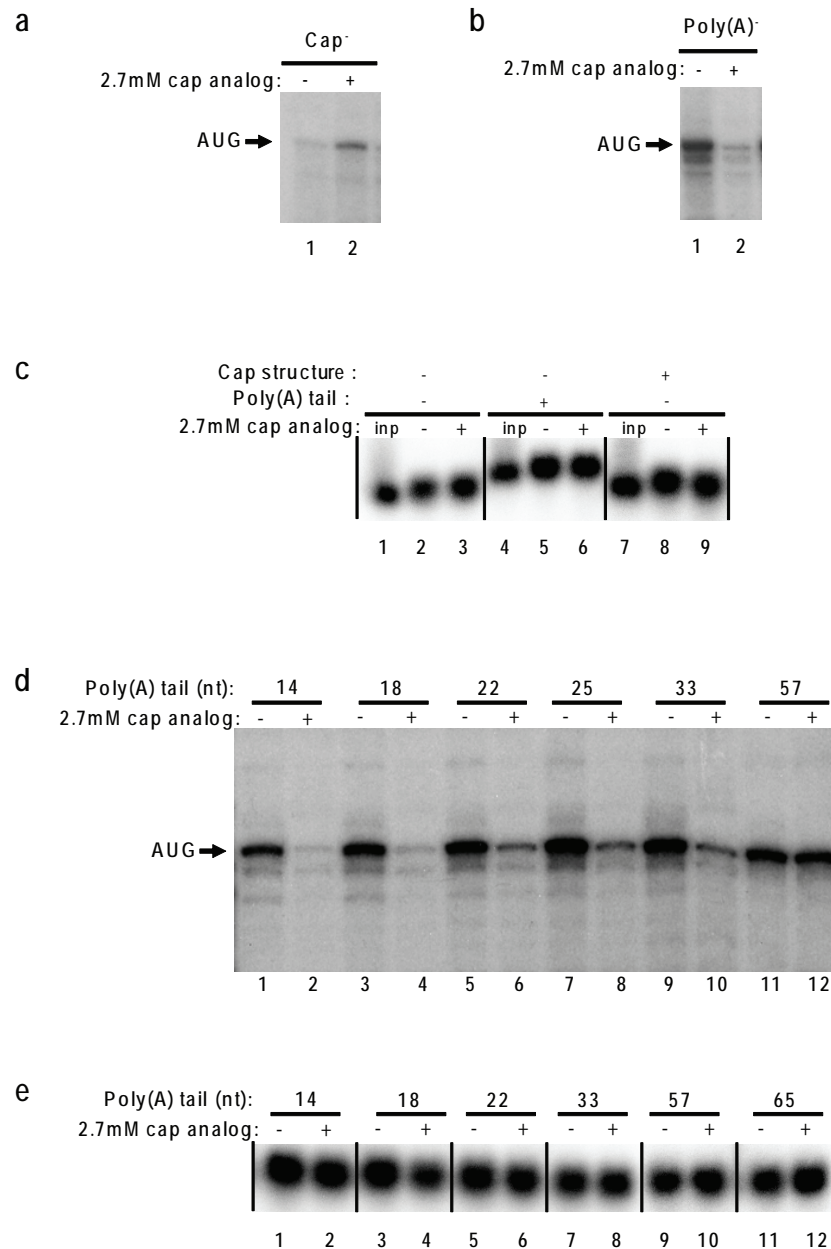 a
Cap-
2.7mM cap analog: - +
AUG
1 2
b
Poly(A)-
2.7mM cap analog: - +
AUG
1 2
c
Cap structure : - - +
Poly(A) tail : - + -
2.7mM cap analog: inp - + inp - + inp - +
1 2 3 4 5 6 7 8 9
d
Poly(A) tail (nt): 14 18 22 25 33 57
2.7mM cap analog: - + - + - + - + - + - +
AUG
1 2 3 4 5 6 7 8 9 10 11 12
e
Poly(A) tail (nt): 14 18 22 33 57 65
2.7mM cap analog: - + - + - + - + - + - +
1 2 3 4 5 6 7 8 9 10 11 12